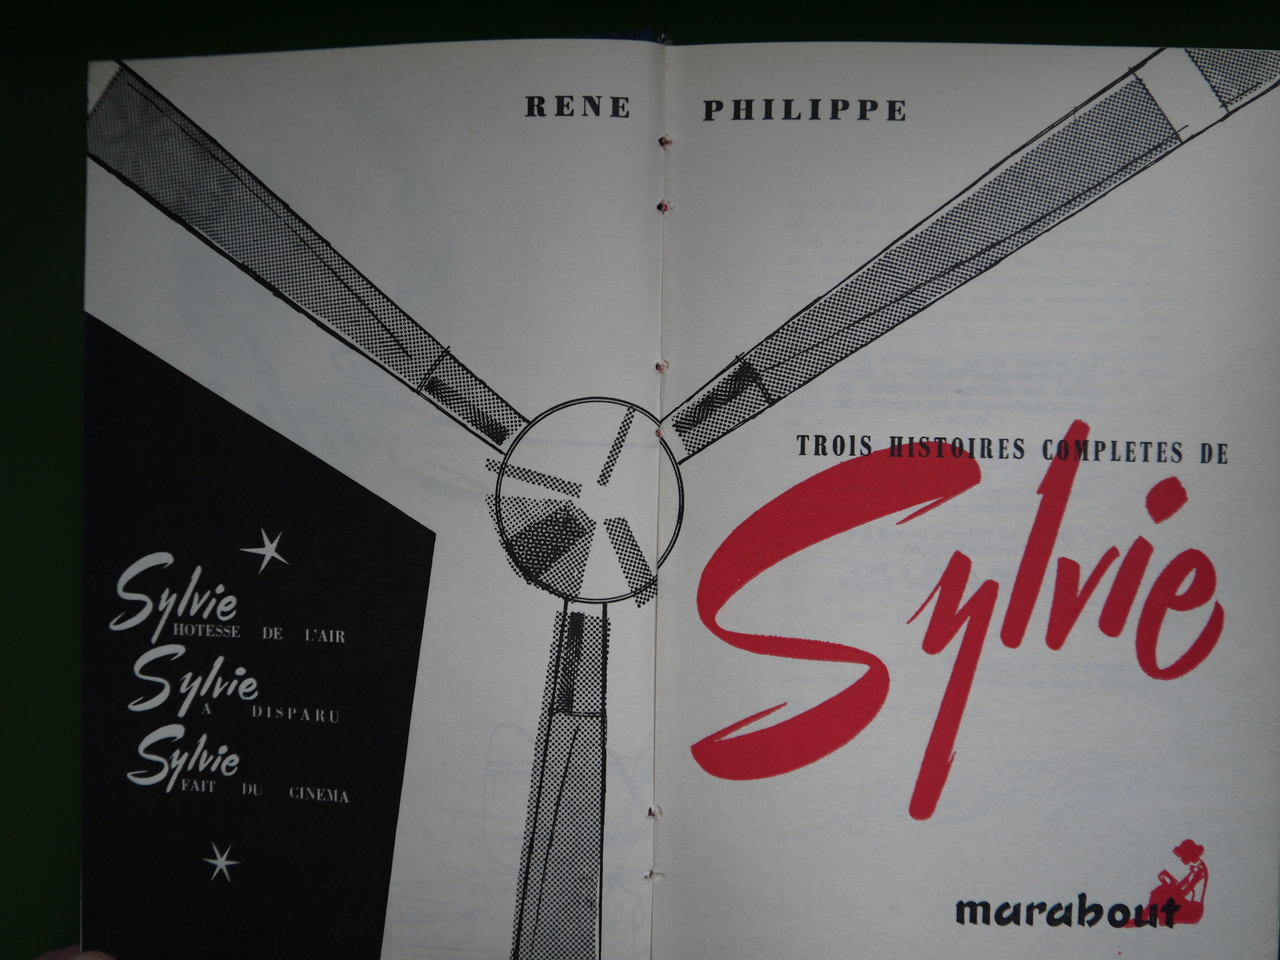 RENE PHILIPPE
TROIS HISTOIRES COMPLETES DE
Sylvie
Sylvie
HOTESSE DE L'AIR
Sylvie
A DISPARU
Sylvie
FAIT DU CINEMA
marabout